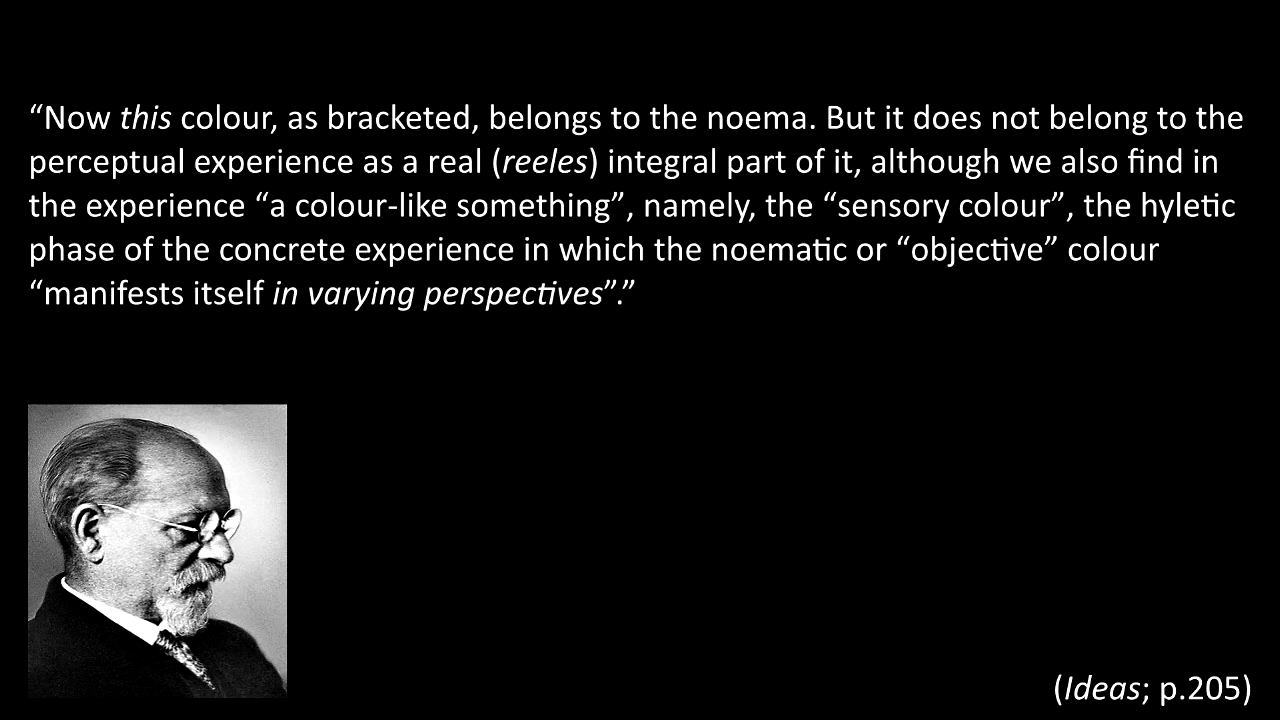 “Now this colour, as bracketed, belongs to the noema. But it does not belong to the
perceptual experience as a real (reeles) integral part of it, although we also find in
the experience “a colour-like something”, namely, the “sensory colour”, the hyletic
phase of the concrete experience in which the noematic or “objective” colour
“manifests itself in varying perspectives”.”
(Ideas; p.205)